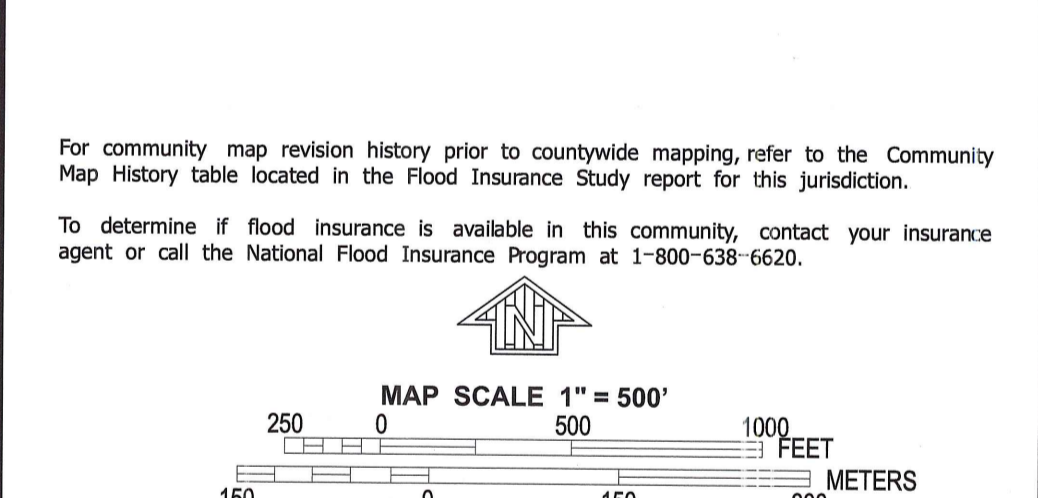 For community map revision history prior to countywide mapping, refer to the Community
Map History table located in the Flood Insurance Study report for this jurisdiction.
To determine if flood insurance is available in this community, contact your insurance
agent or call the National Flood Insurance Program at 1-800-638-6620.
N
MAP SCALE 1" = 500'
250 0 500 1000
FEET
METERS
150 0 150